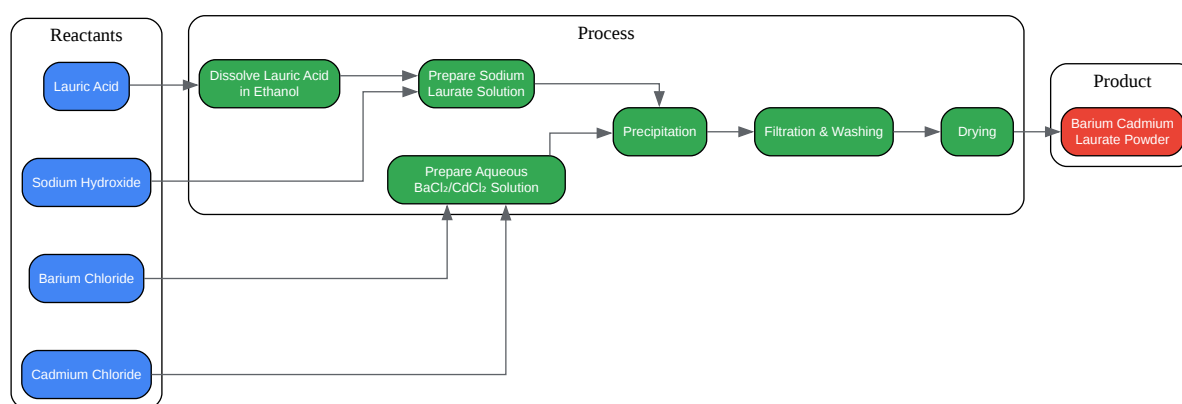 Reactants
Lauric Acid
Sodium Hydroxide
Barium Chloride
Cadmium Chloride
Process
Dissolve Lauric Acid
in Ethanol
Prepare Sodium
Laurate Solution
Prepare Aqueous
BaCl₂/CdCl₂ Solution
Precipitation
Filtration & Washing
Drying
Product
Barium Cadmium
Laurate Powder